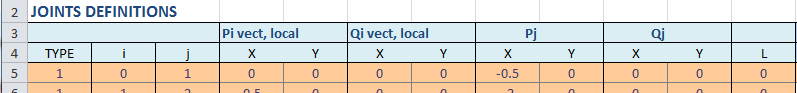 2 JOINTS DEFINITIONS
3 Pi vect, local Qi vect, local Pj Qj
4 TYPE i j X Y X Y X Y X Y L
5 1 0 1 0 0 0 0 -0.5 0 0 0 0